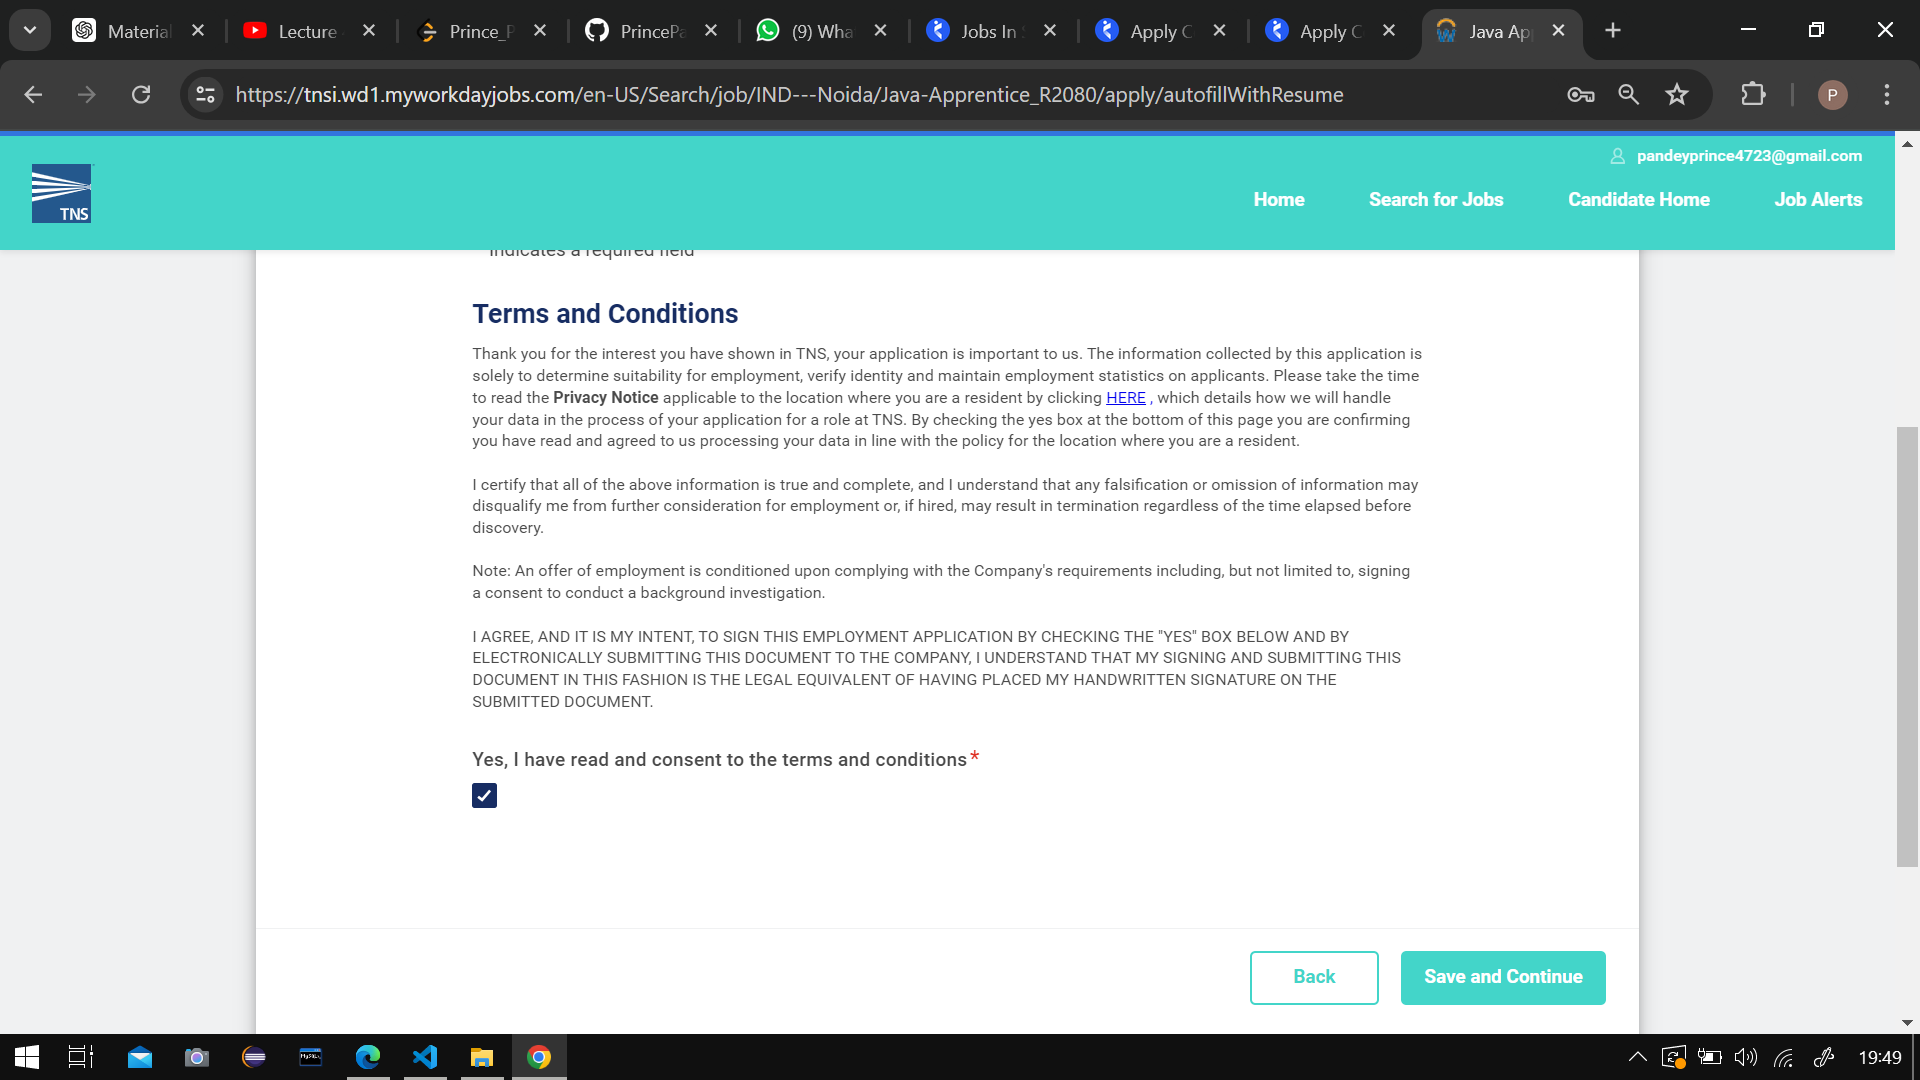 Material
Lecture
Prince_P
PrincePa
(9) Wha
Jobs In S
Apply C
Apply C
Java App
https://tnsi.wd1.myworkdayjobs.com/en-US/Search/job/IND---Noida/Java-Apprentice_R2080/apply/autofillWithResume
P
pandeyprince4723@gmail.com
TNS
Home
Search for Jobs
Candidate Home
Job Alerts
Indicates a required field
Terms and Conditions
Thank you for the interest you have shown in TNS, your application is important to us. The information collected by this application is
solely to determine suitability for employment, verify identity and maintain employment statistics on applicants. Please take the time
to read the Privacy Notice applicable to the location where you are a resident by clicking HERE , which details how we will handle
your data in the process of your application for a role at TNS. By checking the yes box at the bottom of this page you are confirming
you have read and agreed to us processing your data in line with the policy for the location where you are a resident.
I certify that all of the above information is true and complete, and I understand that any falsification or omission of information may
disqualify me from further consideration for employment or, if hired, may result in termination regardless of the time elapsed before
discovery.
Note: An offer of employment is conditioned upon complying with the Company's requirements including, but not limited to, signing
a consent to conduct a background investigation.
I AGREE, AND IT IS MY INTENT, TO SIGN THIS EMPLOYMENT APPLICATION BY CHECKING THE "YES" BOX BELOW AND BY
ELECTRONICALLY SUBMITTING THIS DOCUMENT TO THE COMPANY, I UNDERSTAND THAT MY SIGNING AND SUBMITTING THIS
DOCUMENT IN THIS FASHION IS THE LEGAL EQUIVALENT OF HAVING PLACED MY HANDWRITTEN SIGNATURE ON THE
SUBMITTED DOCUMENT.
Yes, I have read and consent to the terms and conditions*
Back
Save and Continue
19:49